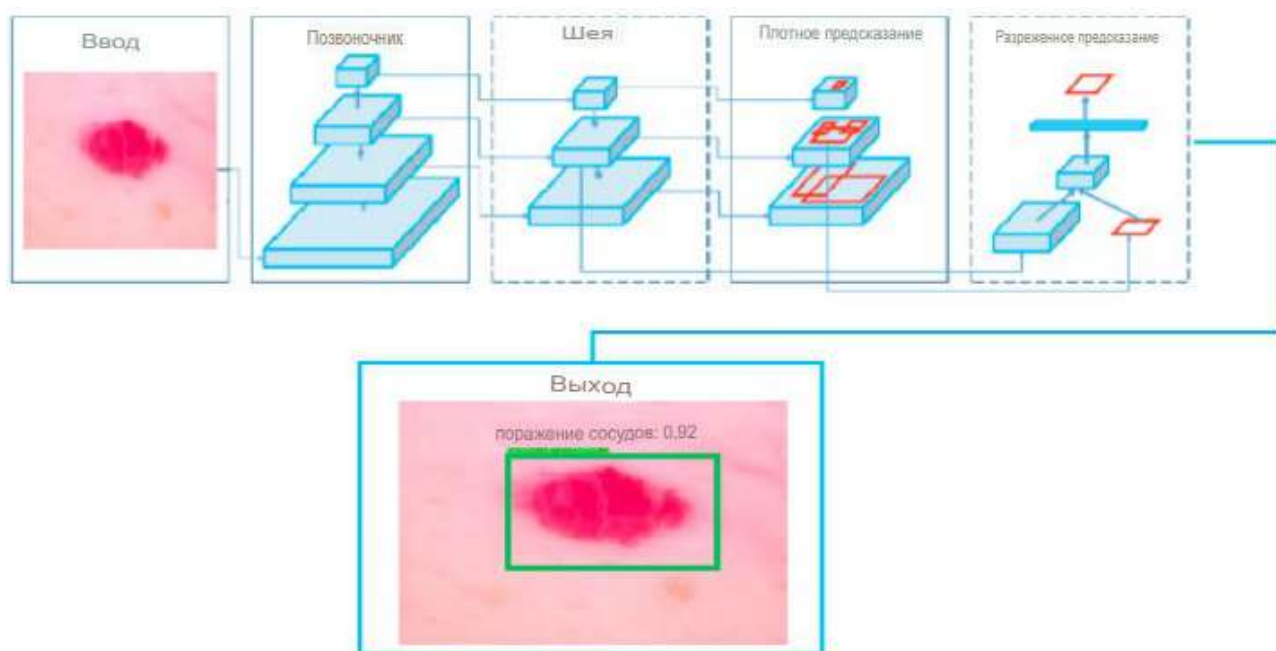 Ввод
Позвоночник
Шея
Плотное предсказание
Разреженное предсказание
Выход
поражение сосудов: 0,92